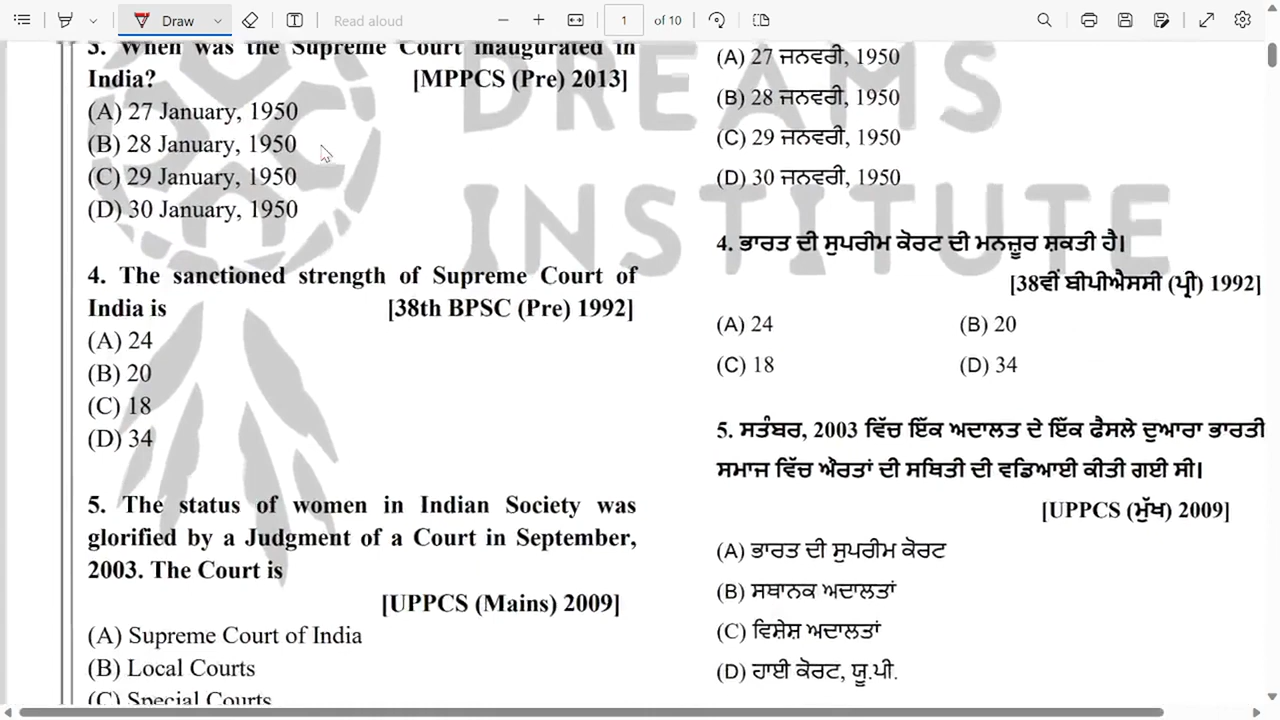 Draw
Read aloud
1
of 10
3. When was the Supreme Court inaugurated in
India? [MPPCS (Pre) 2013]
(A) 27 January, 1950
(B) 28 January, 1950
(C) 29 January, 1950
(D) 30 January, 1950
4. The sanctioned strength of Supreme Court of
India is [38th BPSC (Pre) 1992]
(A) 24
(B) 20
(C) 18
(D) 34
5. The status of women in Indian Society was
glorified by a Judgment of a Court in September,
2003. The Court is
[UPPCS (Mains) 2009]
(A) Supreme Court of India
(B) Local Courts
(C) Special Courts
(A) 27 ਜਨਵਰੀ, 1950
(B) 28 ਜਨਵਰੀ, 1950
(C) 29 ਜਨਵਰੀ, 1950
(D) 30 ਜਨਵਰੀ, 1950
4. ਭਾਰਤ ਦੀ ਸੁਪਰੀਮ ਕੋਰਟ ਦੀ ਮਨਜ਼ੂਰ ਸ਼ਕਤੀ ਹੈ।
[38ਵੀਂ ਬੀਪੀਐਸਸੀ (ਪ੍ਰੀ) 1992]
(A) 24 (B) 20
(C) 18 (D) 34
5. ਸਤੰਬਰ, 2003 ਵਿੱਚ ਇੱਕ ਅਦਾਲਤ ਦੇ ਇੱਕ ਫੈਸਲੇ ਦੁਆਰਾ ਭਾਰਤੀ
ਸਮਾਜ ਵਿੱਚ ਔਰਤਾਂ ਦੀ ਸਥਿਤੀ ਦੀ ਵਡਿਆਈ ਕੀਤੀ ਗਈ ਸੀ।
[UPPCS (ਮੁੱਖ) 2009]
(A) ਭਾਰਤ ਦੀ ਸੁਪਰੀਮ ਕੋਰਟ
(B) ਸਥਾਨਕ ਅਦਾਲਤਾਂ
(C) ਵਿਸ਼ੇਸ਼ ਅਦਾਲਤਾਂ
(D) ਹਾਈ ਕੋਰਟ, ਯੂ.ਪੀ.
DREAMS
INSTITUTE